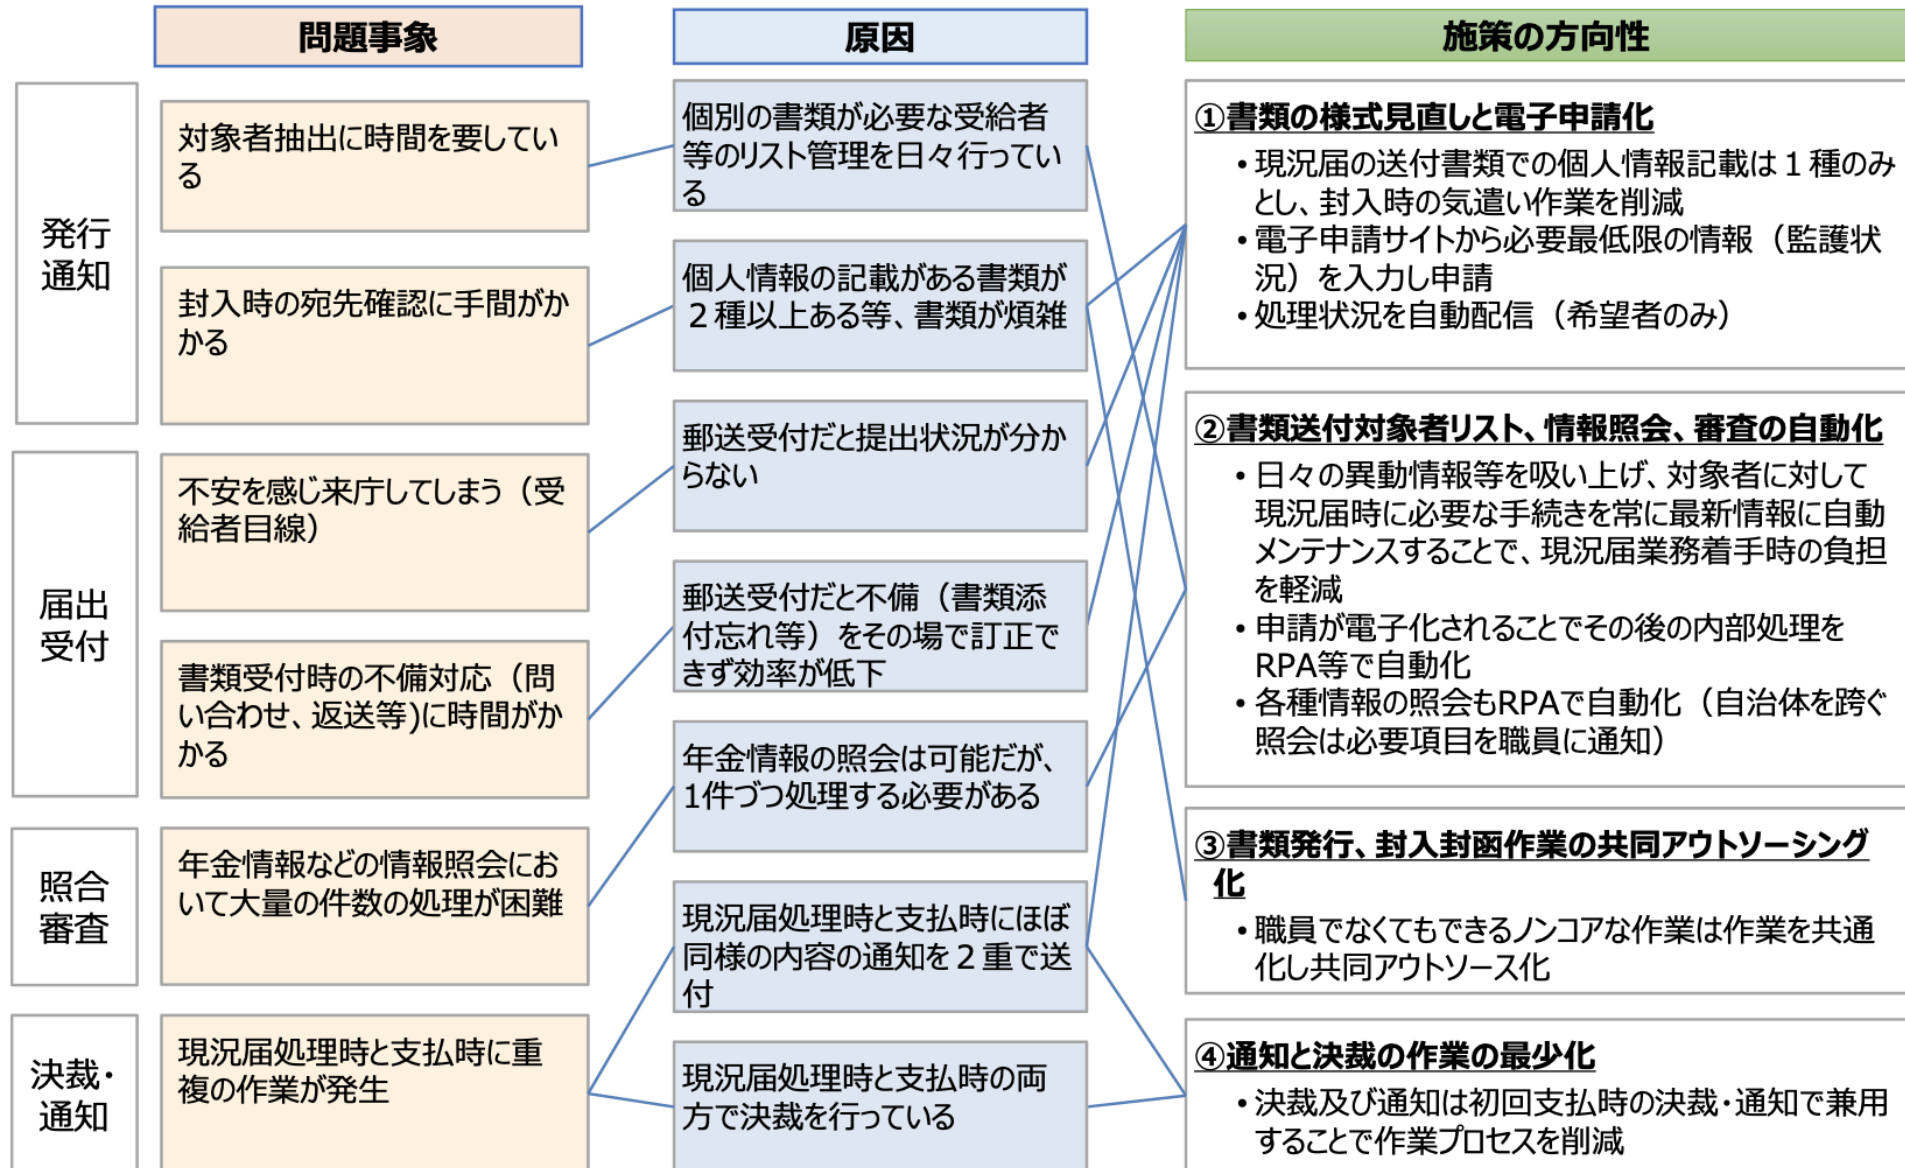 問題事象
原因
施策の方向性
発行
通知
対象者抽出に時間を要してい
る
封入時の宛先確認に手間がか
かる
届出
受付
不安を感じ来庁してしまう（受
給者目線）
書類受付時の不備対応（問
い合わせ、返送等)に時間がか
かる
照合
審査
年金情報などの情報照会にお
いて大量の件数の処理が困難
決裁・
通知
現況届処理時と支払時に重
複の作業が発生
個別の書類が必要な受給者
等のリスト管理を日々行ってい
る
個人情報の記載がある書類が
２種以上ある等、書類が煩雑
郵送受付だと提出状況が分か
らない
郵送受付だと不備（書類添
付忘れ等）をその場で訂正で
きず効率が低下
年金情報の照会は可能だが、
1件づつ処理する必要がある
現況届処理時と支払時にほぼ
同様の内容の通知を２重で送
付
現況届処理時と支払時の両
方で決裁を行っている
①書類の様式見直しと電子申請化
• 現況届の送付書類での個人情報記載は１種のみ
とし、封入時の気遣い作業を削減
• 電子申請サイトから必要最低限の情報（監護状
況）を入力し申請
• 処理状況を自動配信（希望者のみ）
②書類送付対象者リスト、情報照会、審査の自動化
• 日々の異動情報等を吸い上げ、対象者に対して
現況届時に必要な手続きを常に最新情報に自動
メンテナンスすることで、現況届業務着手時の負担
を軽減
• 申請が電子化されることでその後の内部処理を
RPA等で自動化
• 各種情報の照会もRPAで自動化（自治体を跨ぐ
照会は必要項目を職員に通知）
③書類発行、封入封函作業の共同アウトソーシング
化
• 職員でなくてもできるノンコアな作業は作業を共通
化し共同アウトソース化
④通知と決裁の作業の最少化
• 決裁及び通知は初回支払時の決裁・通知で兼用
することで作業プロセスを削減